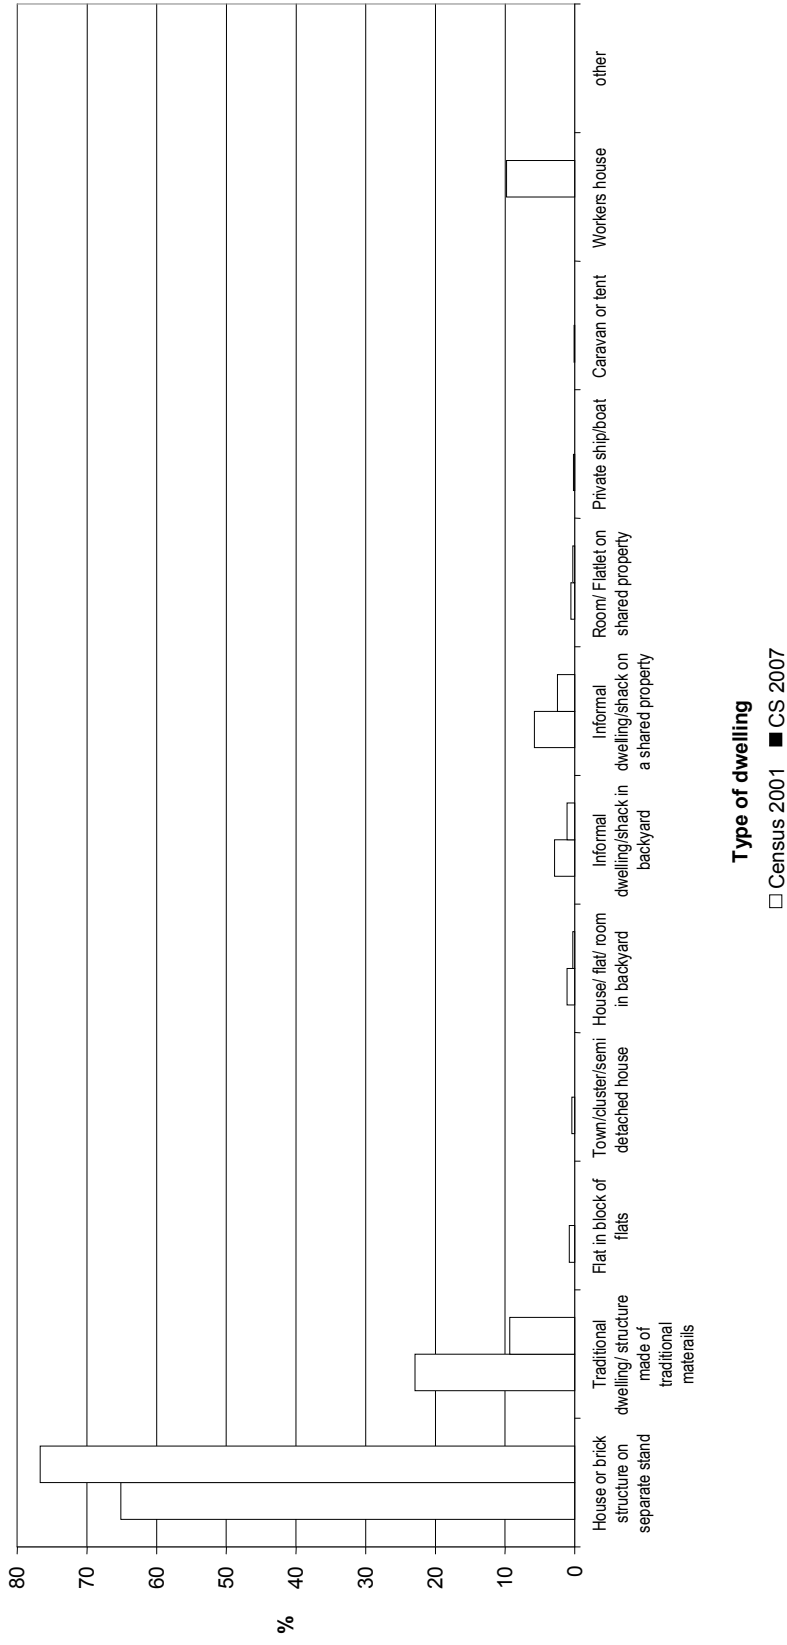 80
70
60
50
40
30
20
10
0
%
House or brick
structure on
separate stand
Traditional
dwelling/ structure
made of
traditional
materails
Flat in block of
flats
Town/cluster/semi
detached house
House/ flat/ room
in backyard
Informal
dwelling/shack in
backyard
Informal
dwelling/shack on
a shared property
Room/ Flatlet on
shared property
Private ship/boat
Caravan or tent
Workers house
other
Type of dwelling
Census 2001 CS 2007